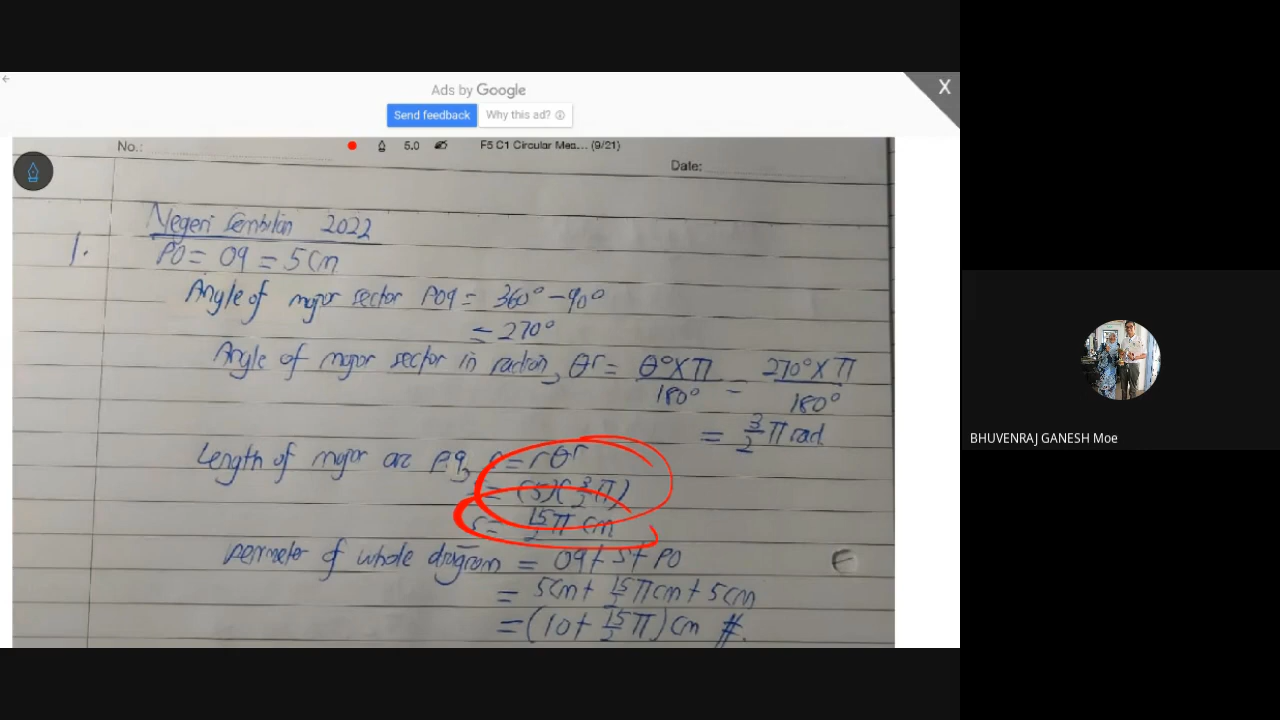 Ads by Google
X
Send feedback
Why this ad?
No.:
5.0
F5 C1 Circular Mea... (9/21)
Date:
Negeri Sembilan 2022
1.
PO = OQ = 5 cm
Angle of major sector POQ = 360° - 90°
= 270°
Angle of major sector in radian, θr = θ° × π / 180° = 270° × π / 180°
= 3/2 π rad
Length of major arc PQ, s = rθr
= (5)(3/2 π)
s = 15/2 π cm
BHUVENRAJ GANESH Moe
perimeter of whole diagram = OQ + S + PO
= 5cm + 15/2 π cm + 5cm
= (10 + 15/2 π) cm #.